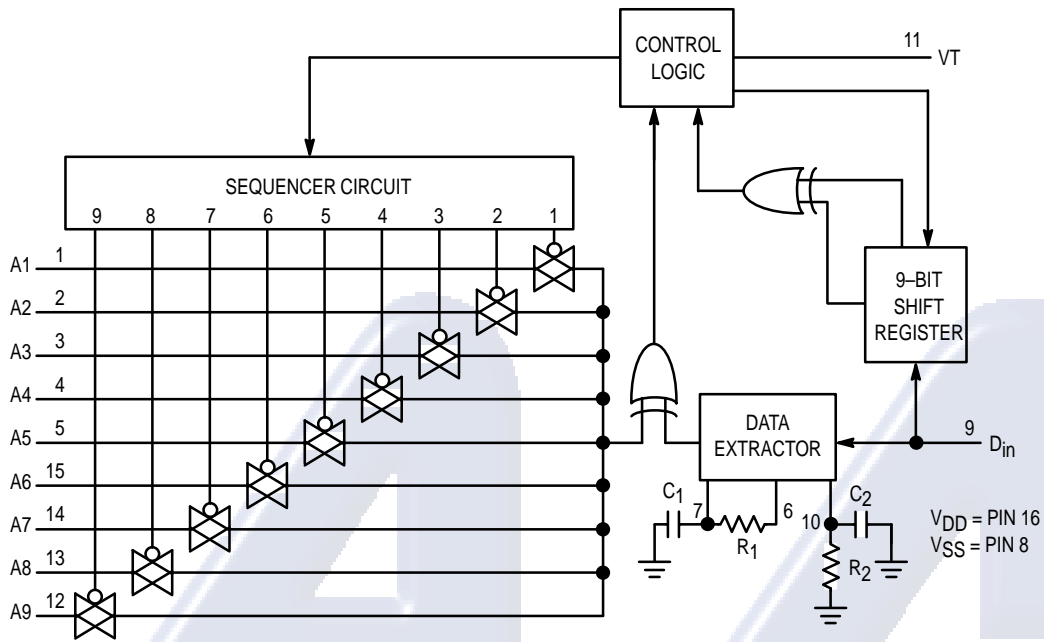 CONTROL
LOGIC
11
VT
SEQUENCER CIRCUIT
9 8 7 6 5 4 3 2 1
A1 1
A2 2
A3 3
A4 4
A5 5
A6 15
A7 14
A8 13
A9 12
9–BIT
SHIFT
REGISTER
DATA
EXTRACTOR
9
Din
C1
7
R1
6
10
C2
R2
VDD = PIN 16
VSS = PIN 8